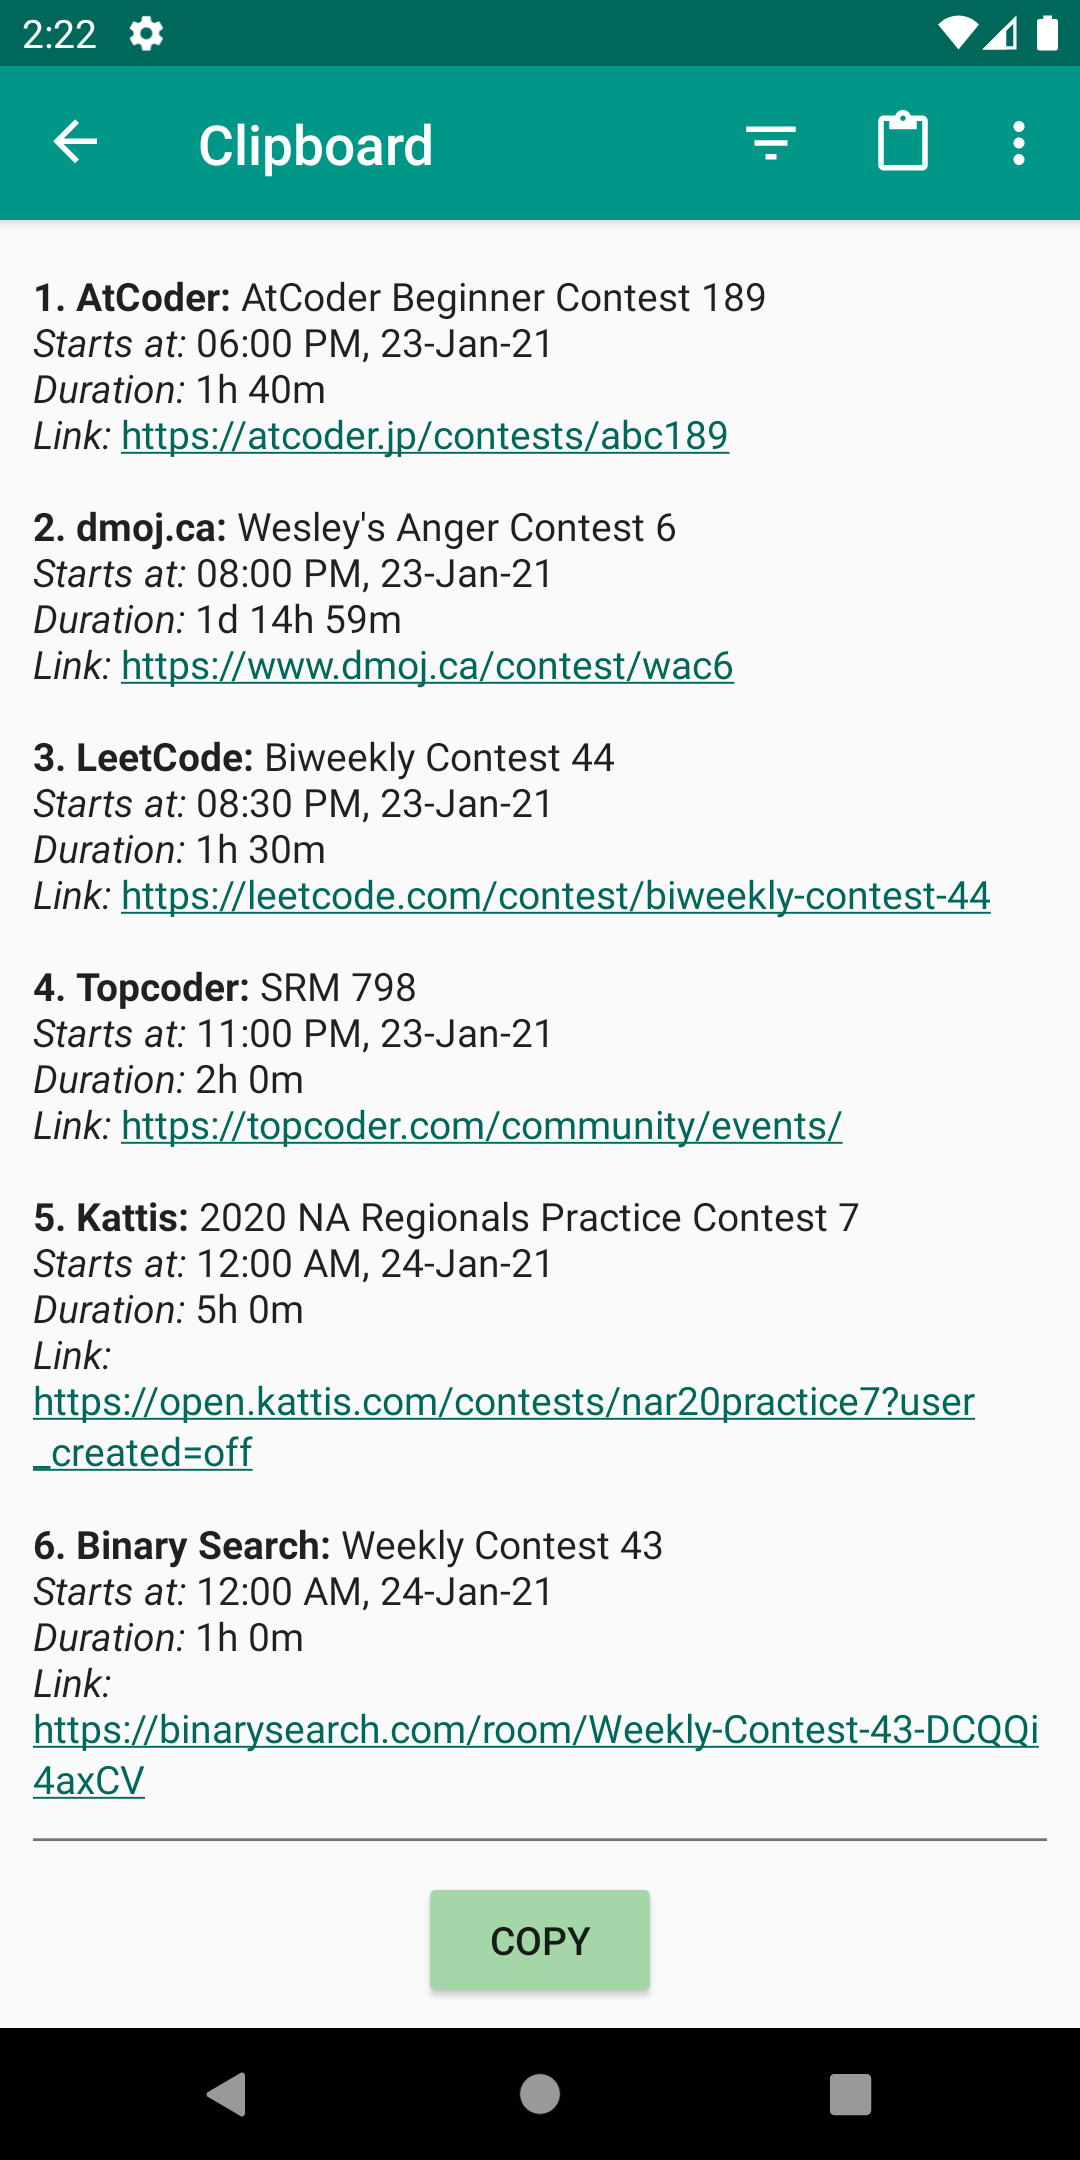 2:22
Clipboard
1. AtCoder: AtCoder Beginner Contest 189
Starts at: 06:00 PM, 23-Jan-21
Duration: 1h 40m
Link: https://atcoder.jp/contests/abc189
2. dmoj.ca: Wesley's Anger Contest 6
Starts at: 08:00 PM, 23-Jan-21
Duration: 1d 14h 59m
Link: https://www.dmoj.ca/contest/wac6
3. LeetCode: Biweekly Contest 44
Starts at: 08:30 PM, 23-Jan-21
Duration: 1h 30m
Link: https://leetcode.com/contest/biweekly-contest-44
4. Topcoder: SRM 798
Starts at: 11:00 PM, 23-Jan-21
Duration: 2h 0m
Link: https://topcoder.com/community/events/
5. Kattis: 2020 NA Regionals Practice Contest 7
Starts at: 12:00 AM, 24-Jan-21
Duration: 5h 0m
Link:
https://open.kattis.com/contests/nar20practice7?user
_created=off
6. Binary Search: Weekly Contest 43
Starts at: 12:00 AM, 24-Jan-21
Duration: 1h 0m
Link:
https://binarysearch.com/room/Weekly-Contest-43-DCQQi
4axCV
COPY